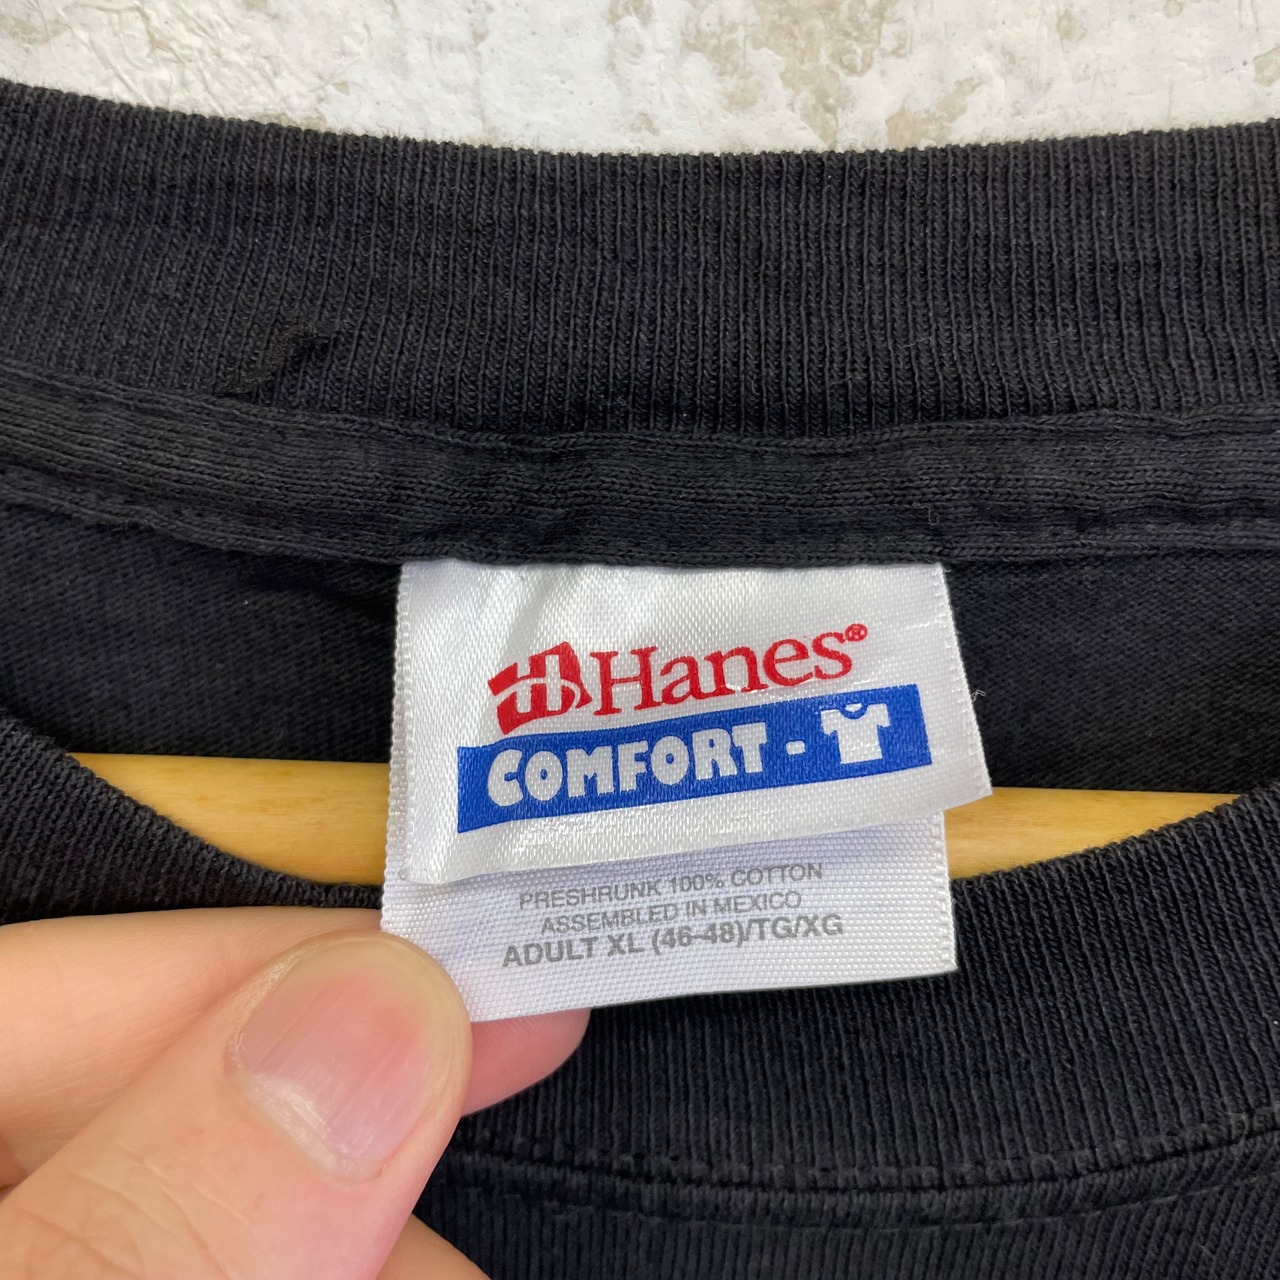 Hanes®
COMFORT -
PRESHRUNK 100% COTTON
ASSEMBLED IN MEXICO
ADULT XL (46-48)/TG/XG